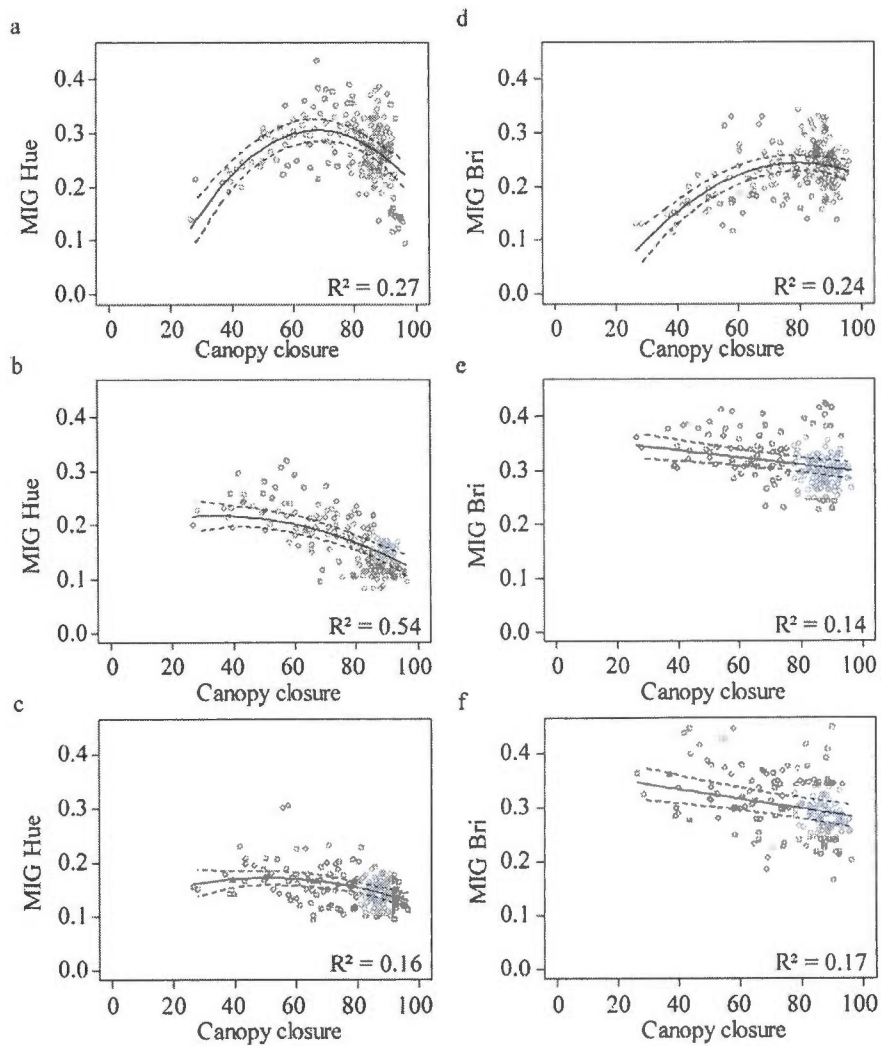 a
MIG Hue
0.4
0.3
0.2
0.1
0.0
R² = 0.27
0 20 40 60 80 100
Canopy closure
b
MIG Hue
0.4
0.3
0.2
0.1
0.0
R² = 0.54
0 20 40 60 80 100
Canopy closure
c
MIG Hue
0.4
0.3
0.2
0.1
0.0
R² = 0.16
0 20 40 60 80 100
Canopy closure
d
MIG Bri
0.4
0.3
0.2
0.1
0.0
R² = 0.24
0 20 40 60 80 100
Canopy closure
e
MIG Bri
0.4
0.3
0.2
0.1
0.0
R² = 0.14
0 20 40 60 80 100
Canopy closure
f
MIG Bri
0.4
0.3
0.2
0.1
0.0
R² = 0.17
0 20 40 60 80 100
Canopy closure